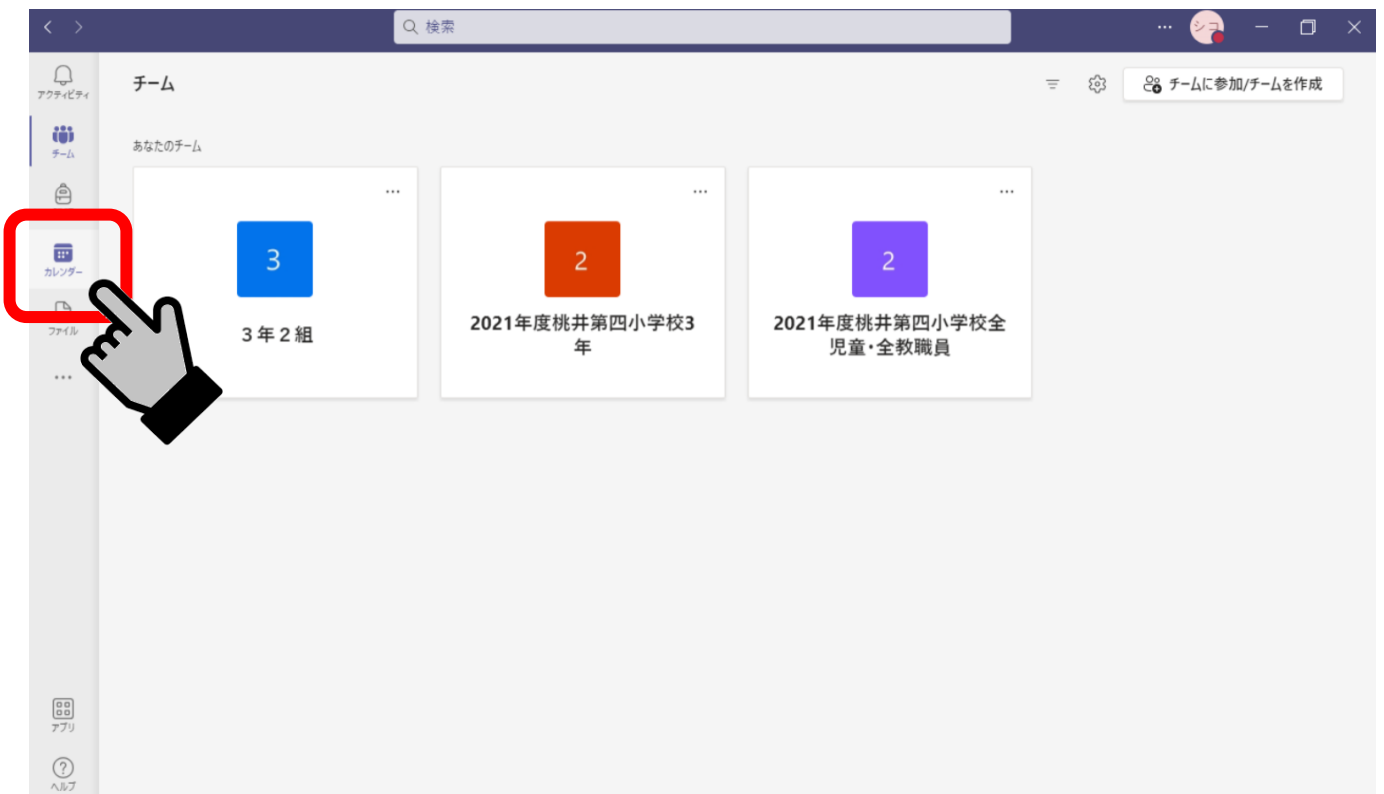 検索
シコ
アクティビティ
チーム
チームに参加/チームを作成
チーム
あなたのチーム
カレンダー
3
2
2
3年2組
2021年度桃井第四小学校3
年
2021年度桃井第四小学校全
児童・全教職員
ファイル
アプリ
ヘルプ